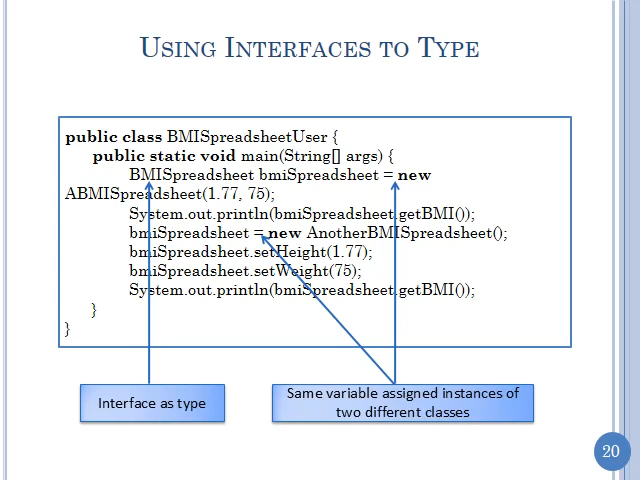 USING INTERFACES TO TYPE
public class BMISpreadsheetUser {
public static void main(String[] args) {
BMISpreadsheet bmiSpreadsheet = new
ABMISpreadsheet(1.77, 75);
System.out.println(bmiSpreadsheet.getBMI());
bmiSpreadsheet = new AnotherBMISpreadsheet();
bmiSpreadsheet.setHeight(1.77);
bmiSpreadsheet.setWeight(75);
System.out.println(bmiSpreadsheet.getBMI());
}
}
Interface as type
Same variable assigned instances of
two different classes
20